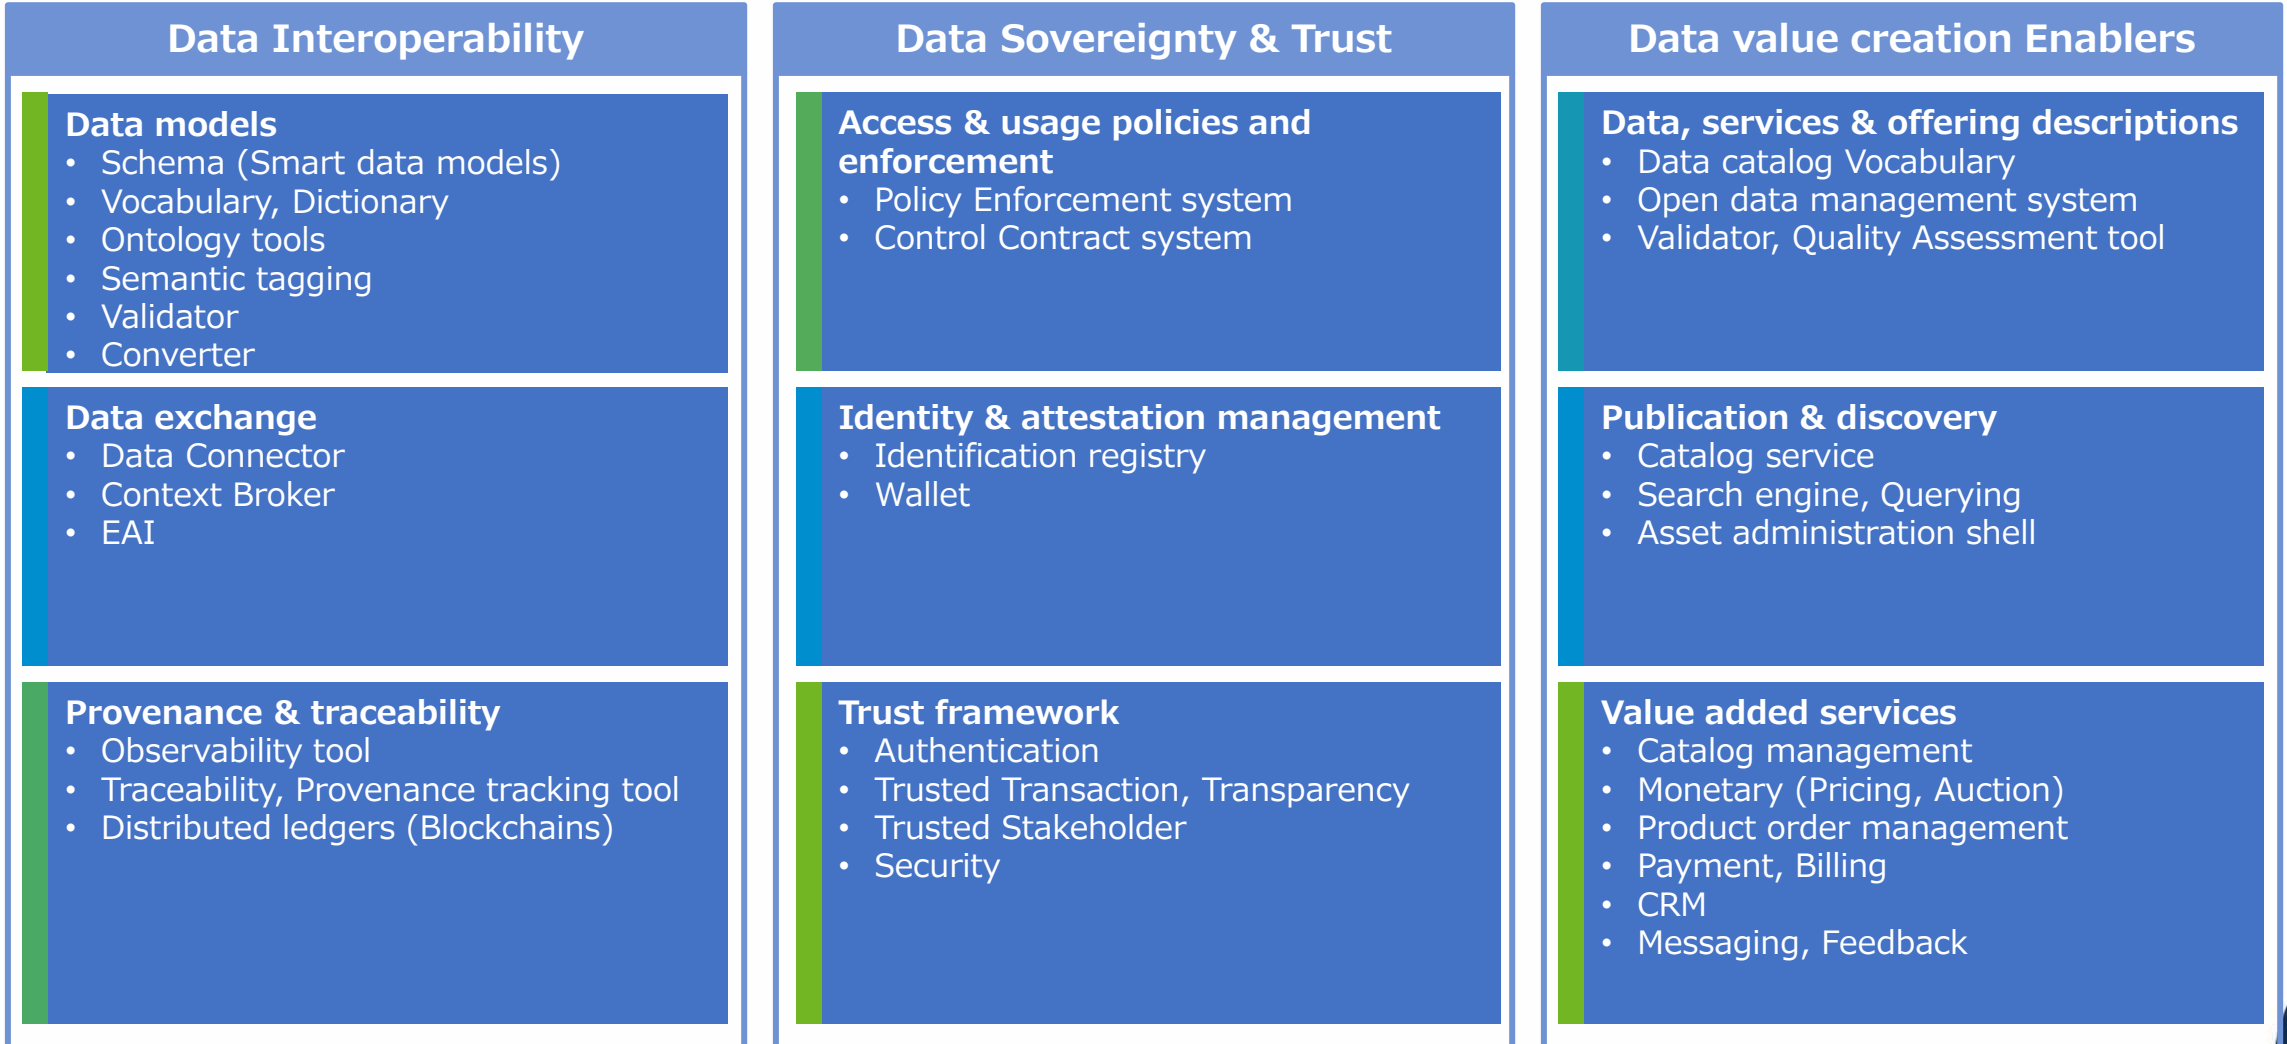 Data Interoperability
Data models
• Schema (Smart data models)
• Vocabulary, Dictionary
• Ontology tools
• Semantic tagging
• Validator
• Converter
Data exchange
• Data Connector
• Context Broker
• EAI
Provenance & traceability
• Observability tool
• Traceability, Provenance tracking tool
• Distributed ledgers (Blockchains)
Data Sovereignty & Trust
Access & usage policies and
enforcement
• Policy Enforcement system
• Control Contract system
Identity & attestation management
• Identification registry
• Wallet
Trust framework
• Authentication
• Trusted Transaction, Transparency
• Trusted Stakeholder
• Security
Data value creation Enablers
Data, services & offering descriptions
• Data catalog Vocabulary
• Open data management system
• Validator, Quality Assessment tool
Publication & discovery
• Catalog service
• Search engine, Querying
• Asset administration shell
Value added services
• Catalog management
• Monetary (Pricing, Auction)
• Product order management
• Payment, Billing
• CRM
• Messaging, Feedback